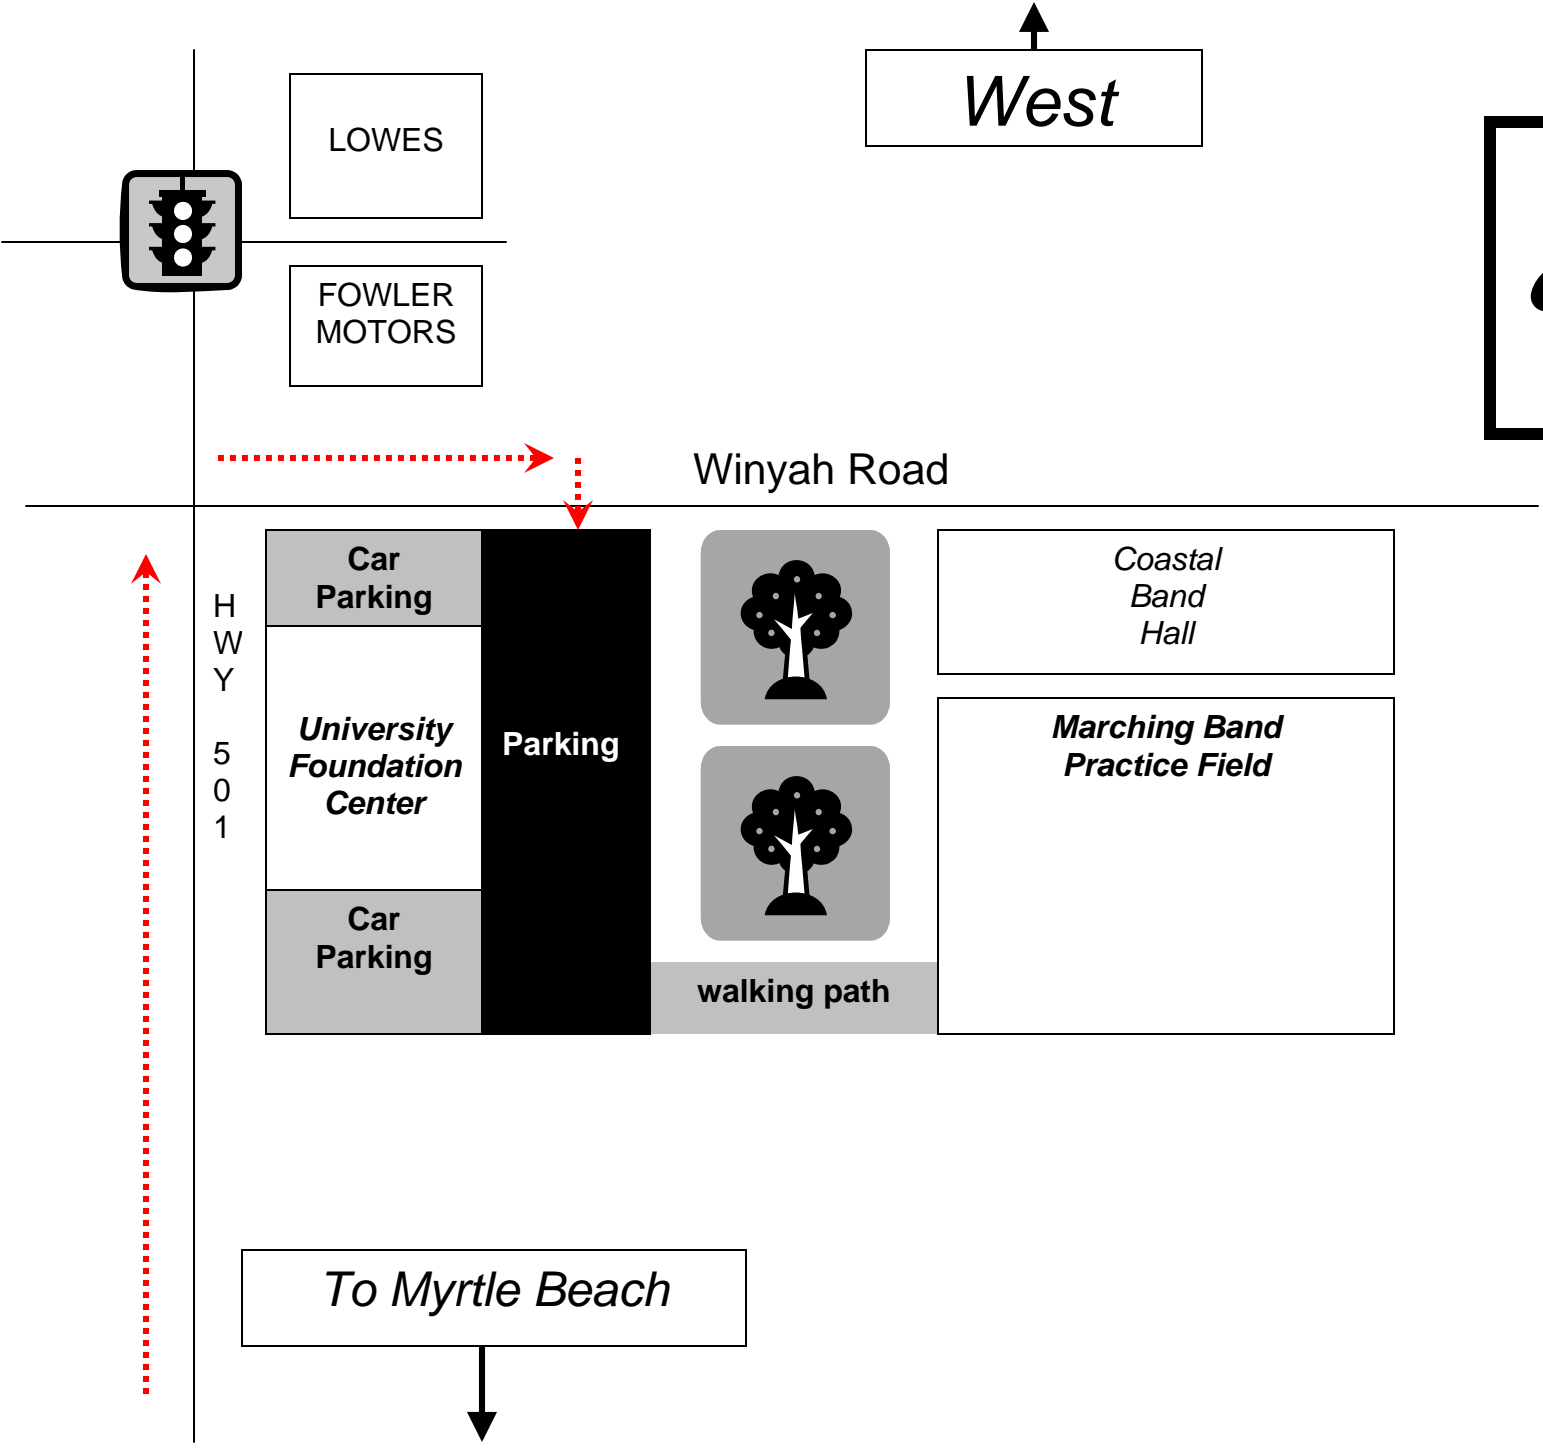 West
LOWES
FOWLER
MOTORS
Winyah Road
H
W
Y
5
0
1
Car
Parking
University
Foundation
Center
Car
Parking
Parking
walking path
Coastal
Band
Hall
Marching Band
Practice Field
To Myrtle Beach